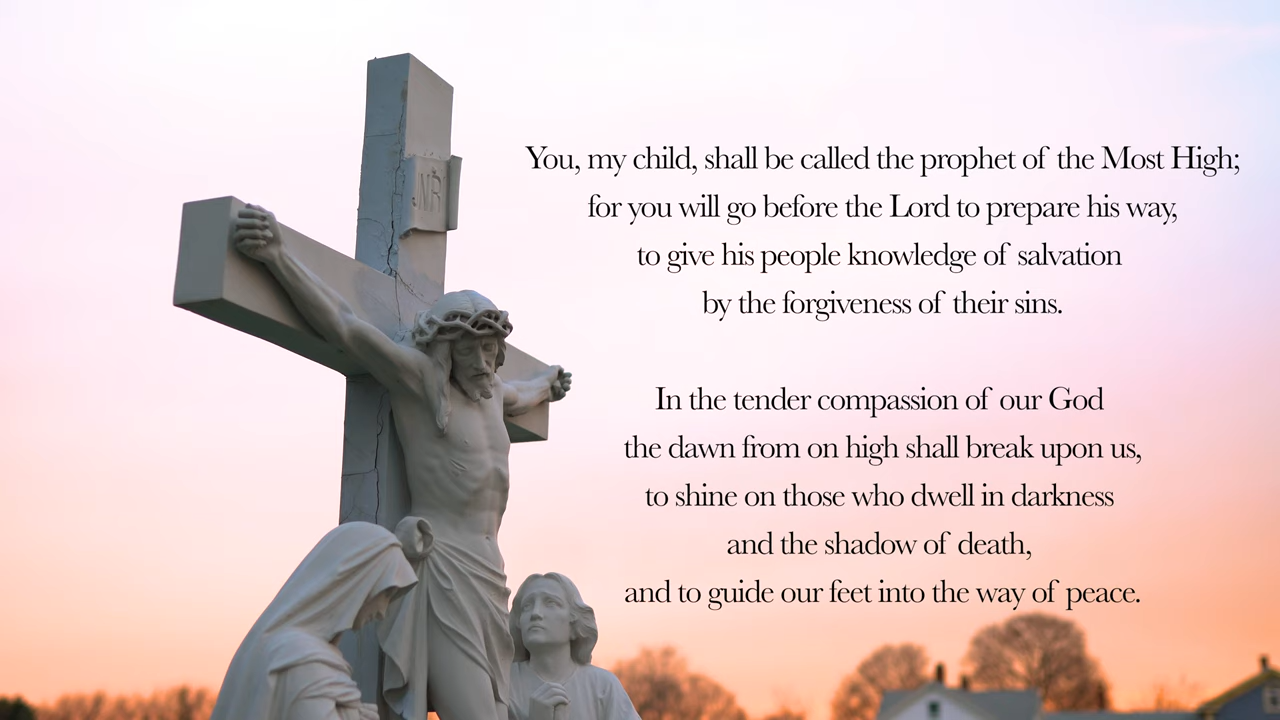 INRI
You, my child, shall be called the prophet of the Most High;
for you will go before the Lord to prepare his way,
to give his people knowledge of salvation
by the forgiveness of their sins.
In the tender compassion of our God
the dawn from on high shall break upon us,
to shine on those who dwell in darkness
and the shadow of death,
and to guide our feet into the way of peace.